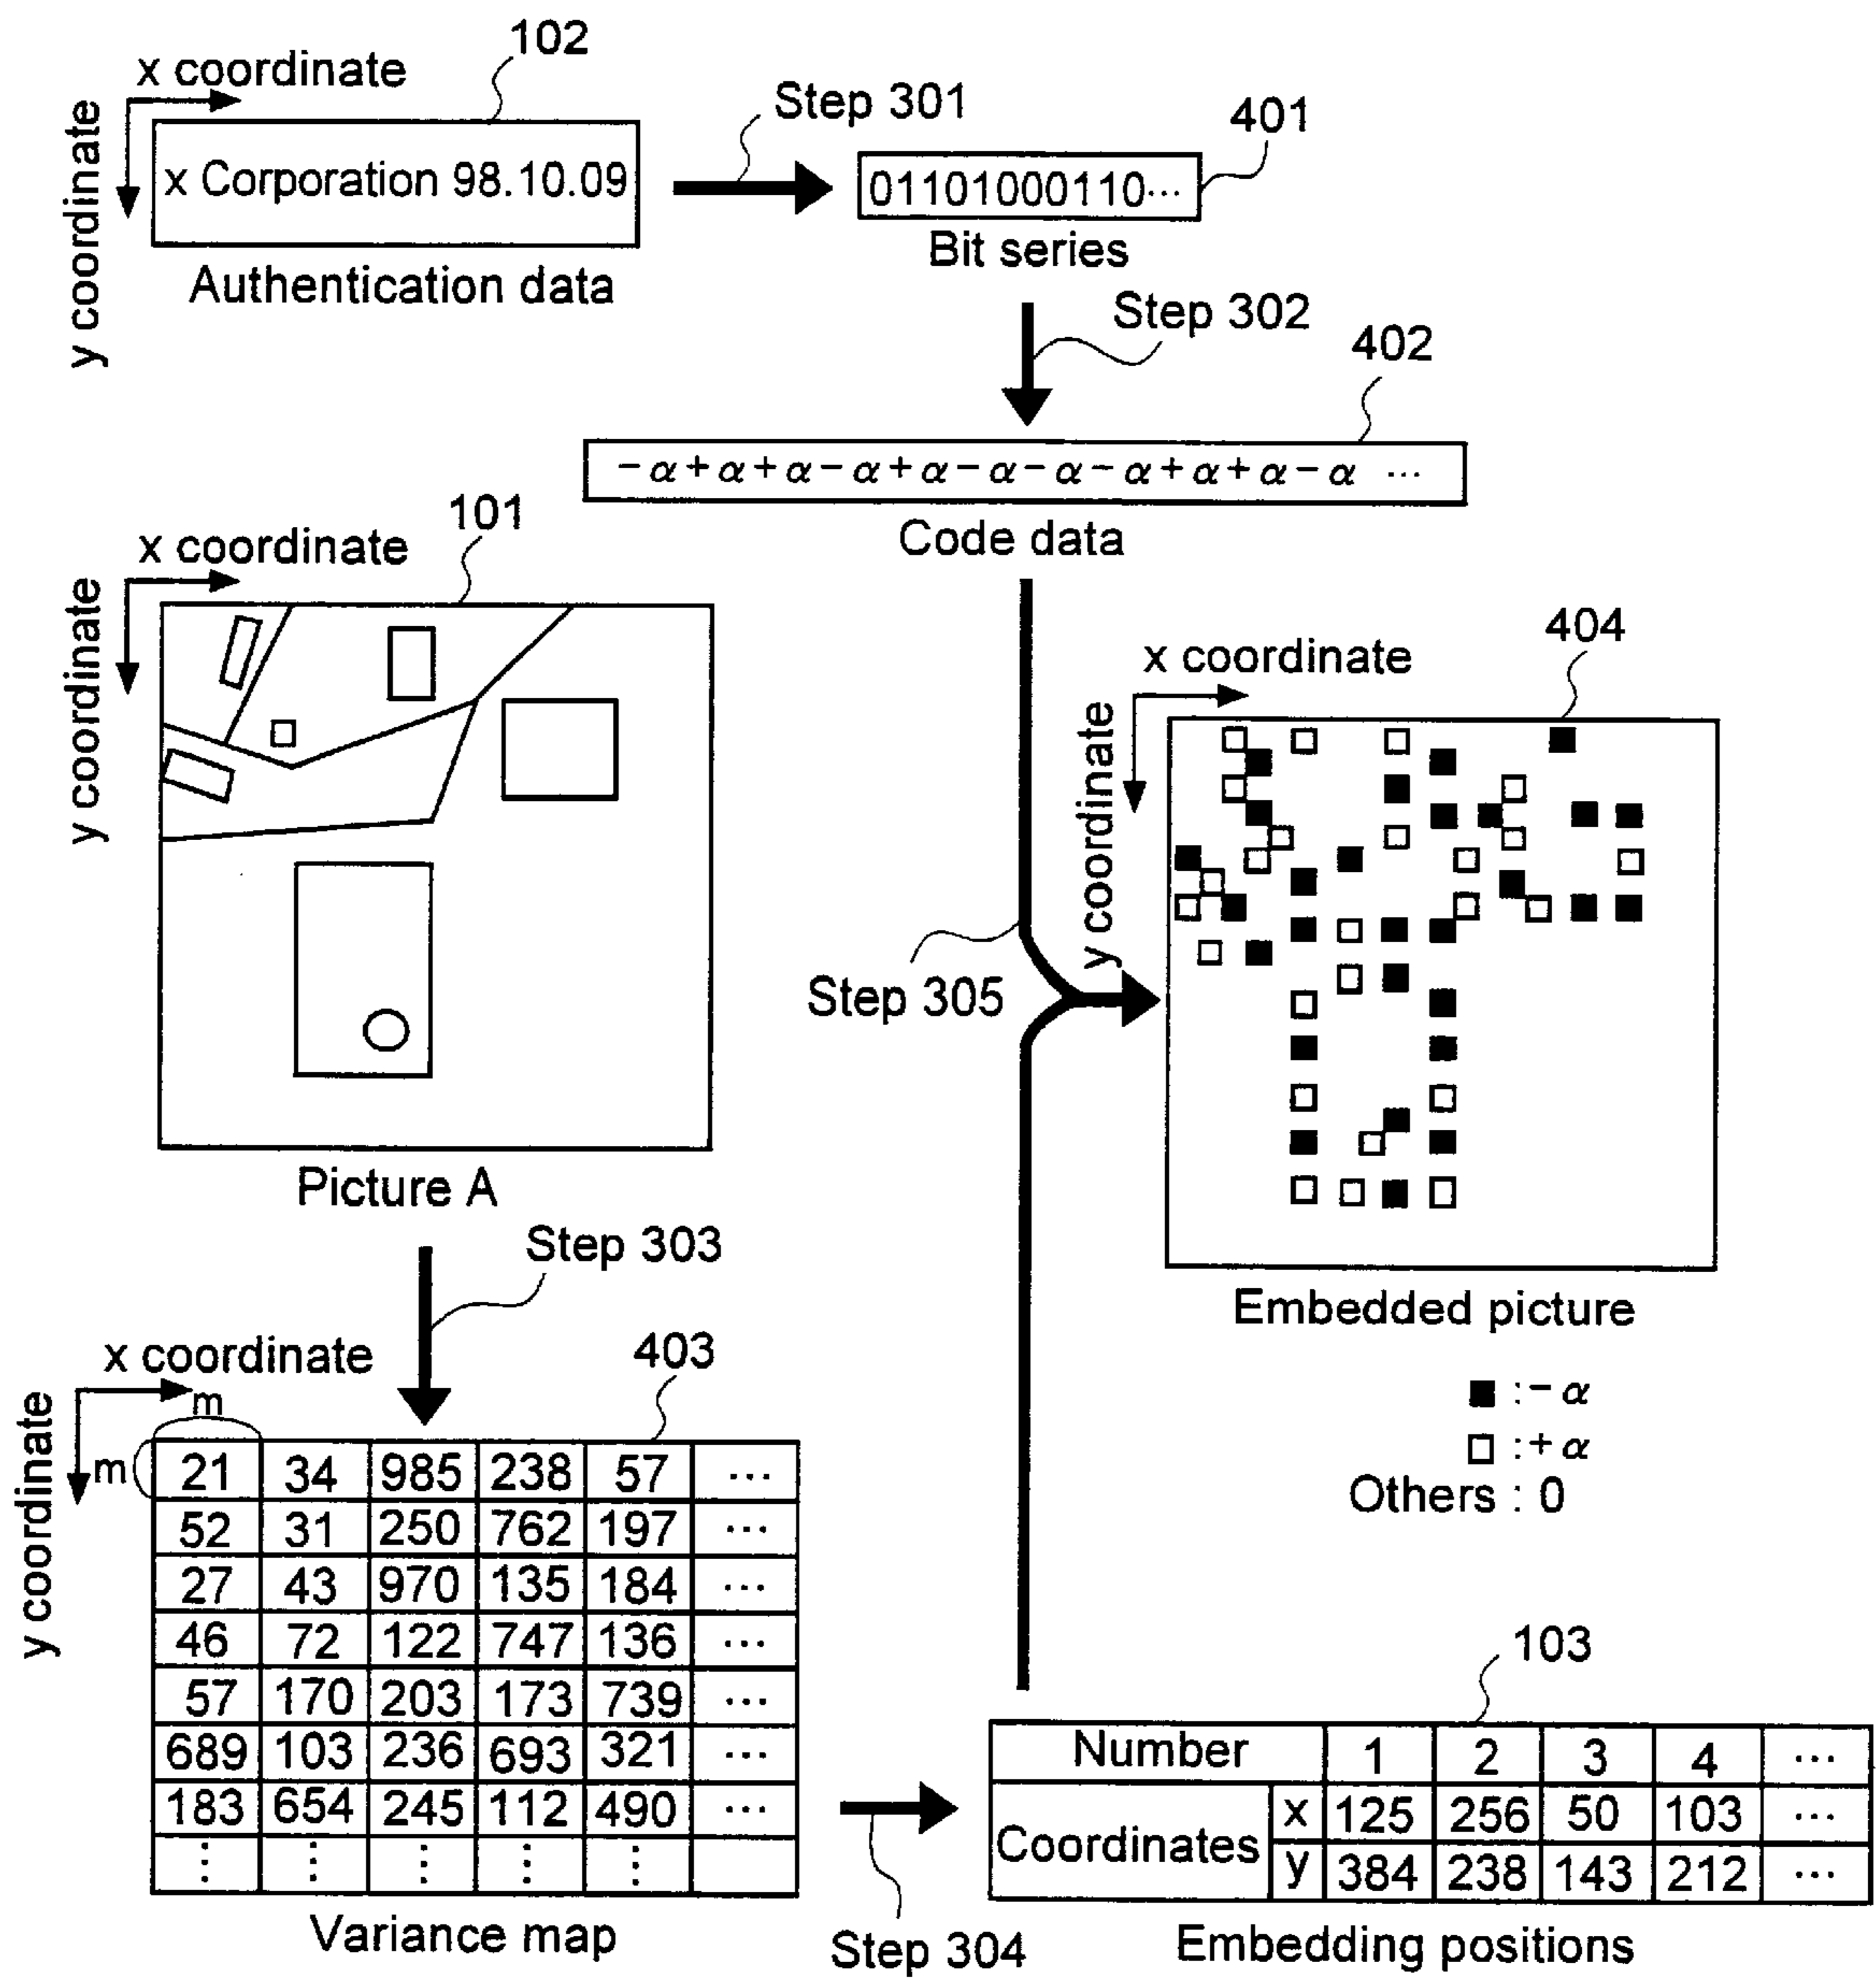 102
x coordinate
y coordinate
x Corporation 98.10.09
Authentication data
Step 301
401
01101000110···
Bit series
Step 302
402
−α+α+α−α+α−α−α−α+α+α−α ···
Code data
101
x coordinate
y coordinate
Picture A
Step 303
404
x coordinate
y coordinate
Step 305
Embedded picture
■ :−α
□ :+α
Others : 0
403
x coordinate
y coordinate
m
m
21 34 985 238 57 ···
52 31 250 762 197 ···
27 43 970 135 184 ···
46 72 122 747 136 ···
57 170 203 173 739 ···
689 103 236 693 321 ···
183 654 245 112 490 ···
⋮ ⋮ ⋮ ⋮ ⋮
Variance map
Step 304
103
Number 1 2 3 4 ···
Coordinates
x 125 256 50 103 ···
y 384 238 143 212 ···
Embedding positions